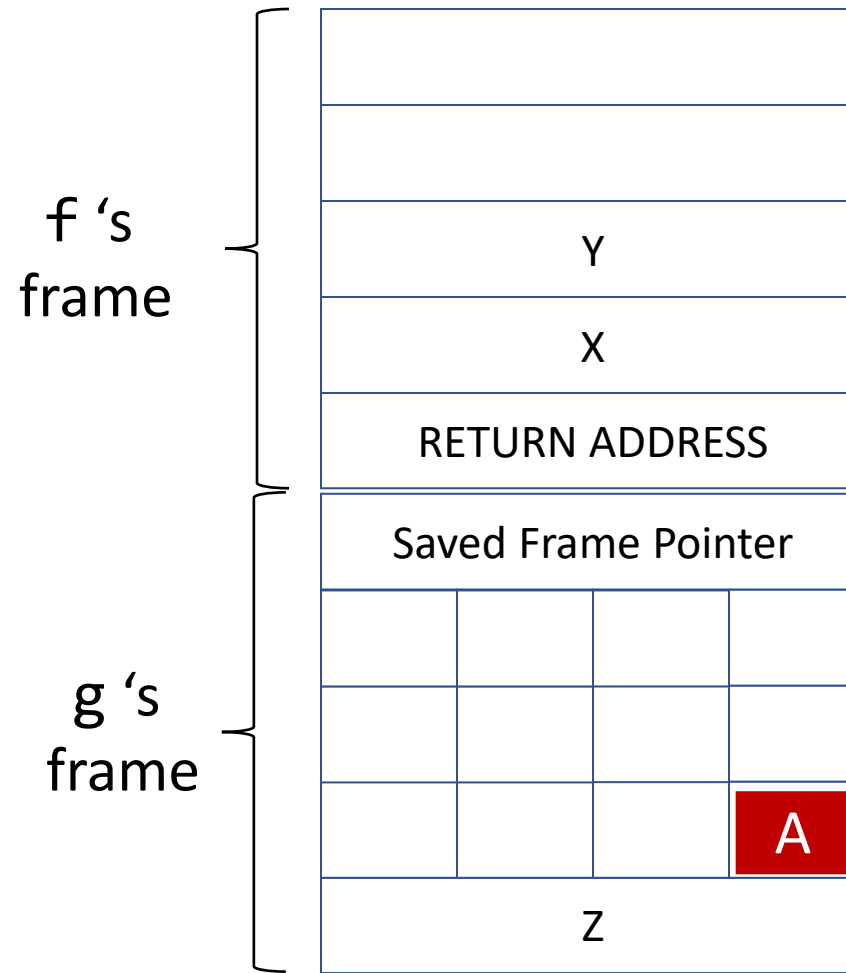 f ‘s
frame
Y
X
RETURN ADDRESS
Saved Frame Pointer
g ‘s
frame
A
Z